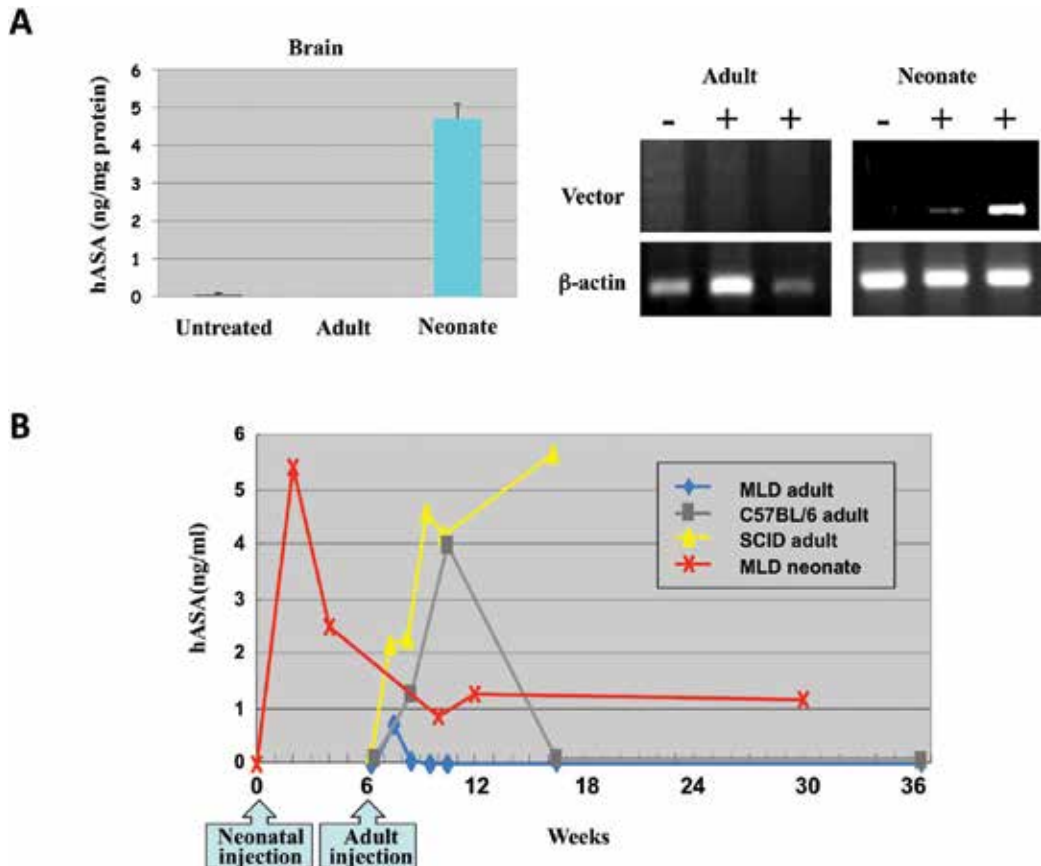 A
Brain
hASA (ng/mg protein)
6
5
4
3
2
1
0
Untreated Adult Neonate
Adult Neonate
- + + - + +
Vector
β-actin
B
hASA(ng/ml)
6
5
4
3
2
1
0
MLD adult
C57BL/6 adult
SCID adult
MLD neonate
0 6 12 18 24 30 36
Weeks
Neonatal
injection
Adult
injection